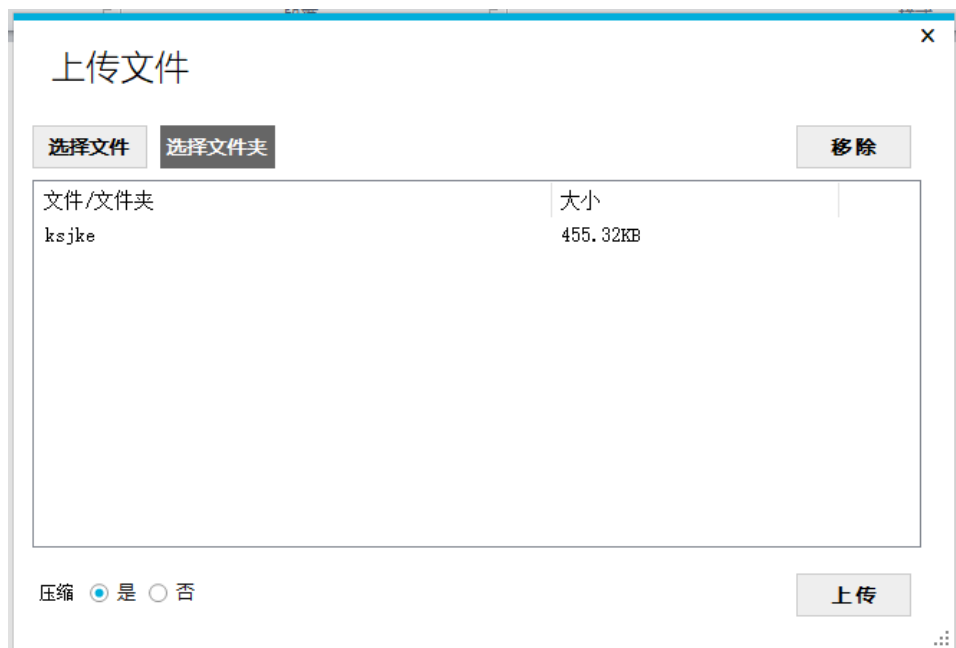 上传文件
x
选择文件 选择文件夹 移除
文件/文件夹 大小
ksjke 455.32KB
压缩 是 否 上传